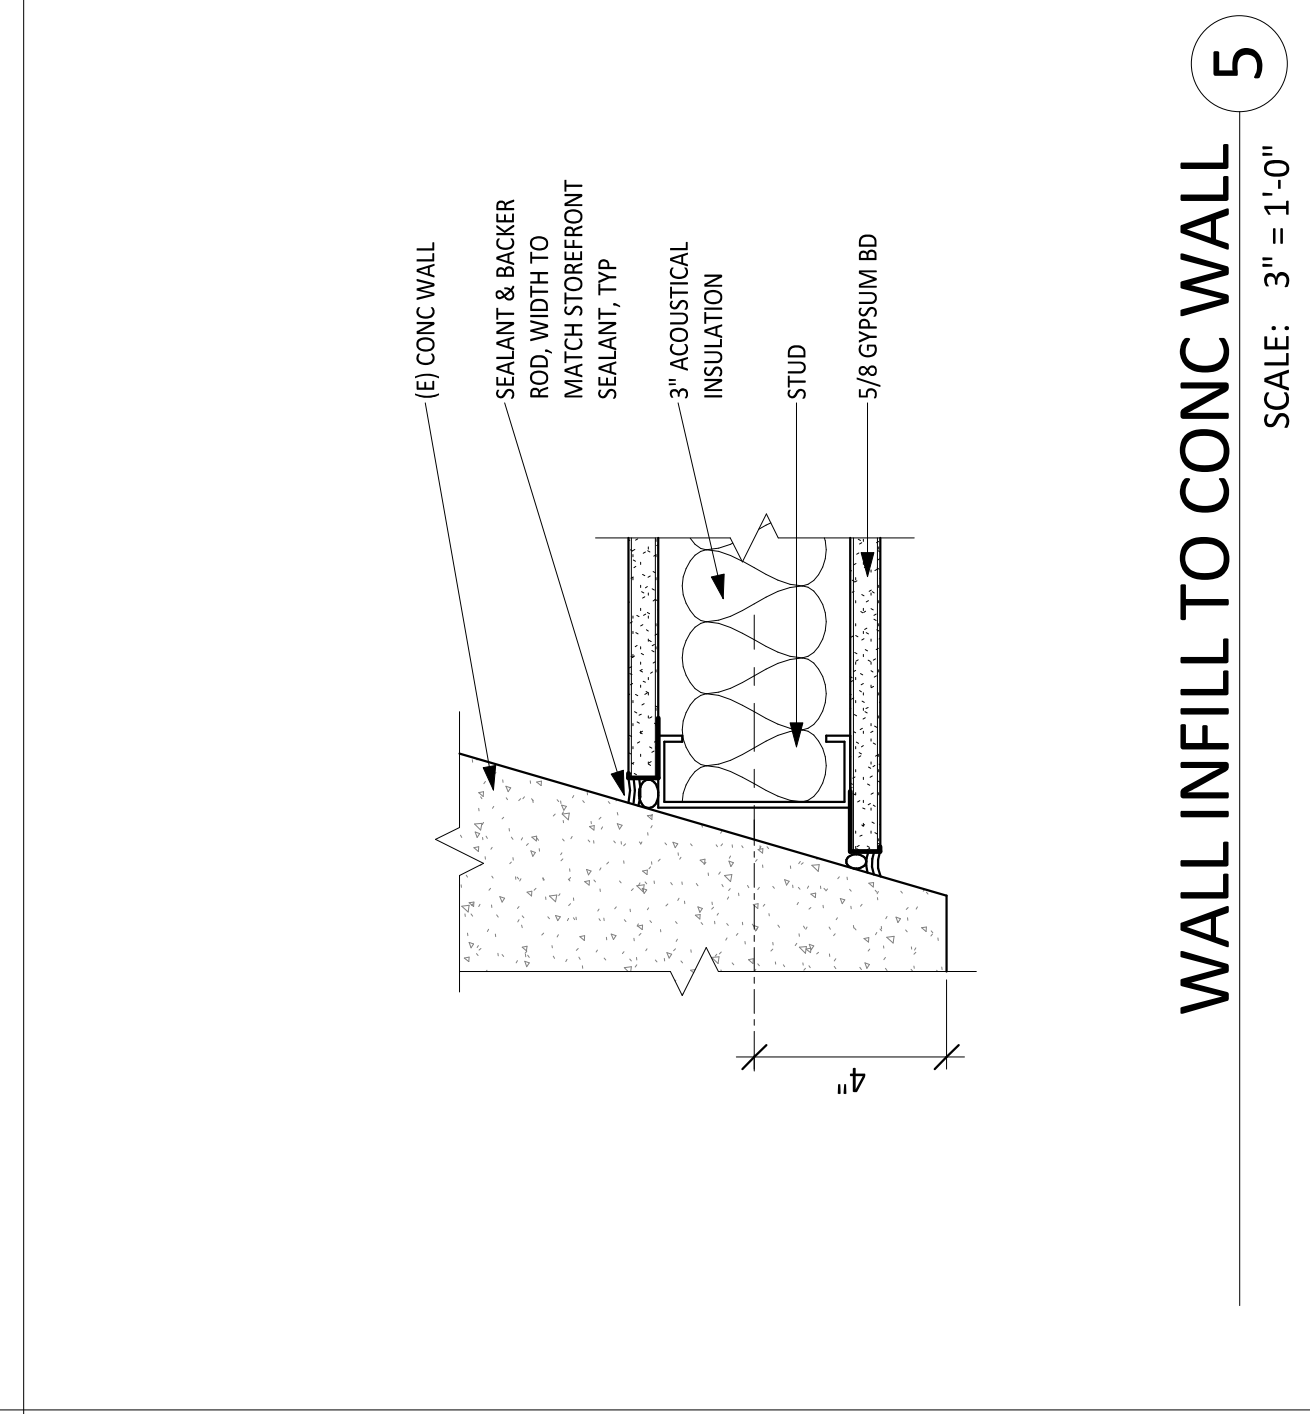 (E) CONC WALL
SEALANT & BACKER
ROD, WIDTH TO
MATCH STOREFRONT
SEALANT, TYP
3" ACOUSTICAL
INSULATION
STUD
5/8 GYPSUM BD
4"
WALL INFILL TO CONC WALL
5
SCALE: 3" = 1'-0"